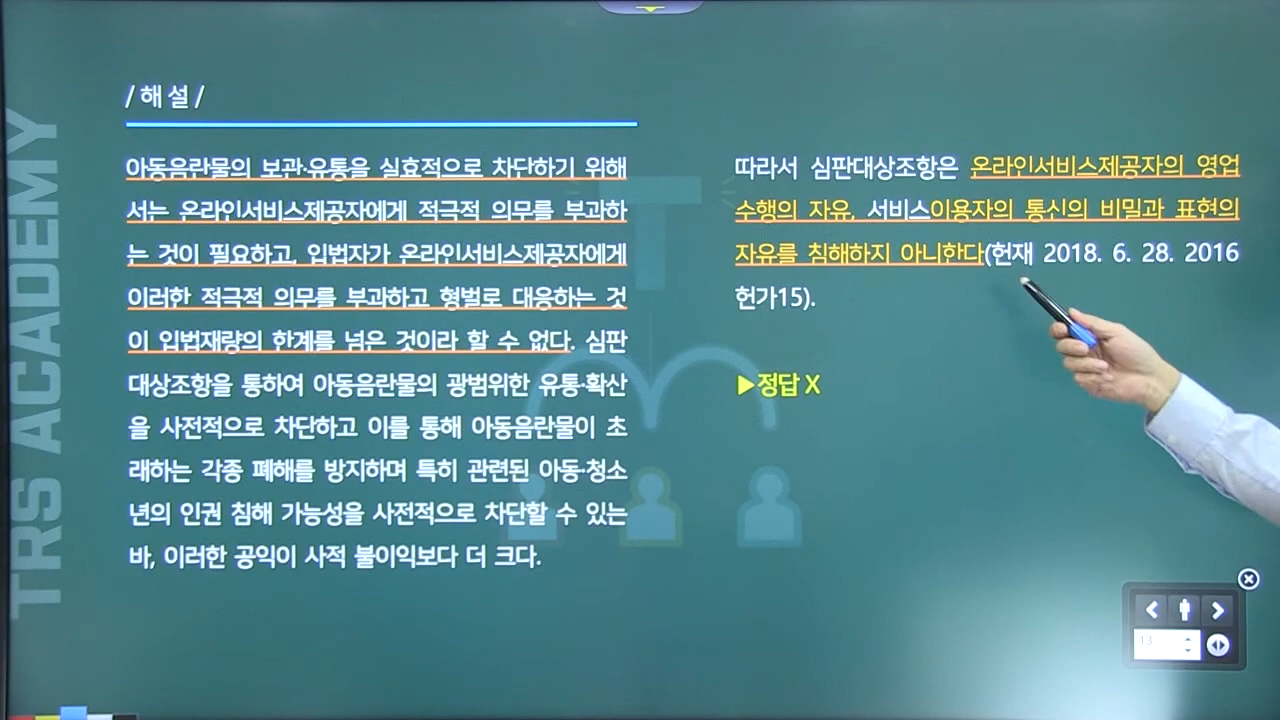 TRS ACADEMY
/ 해 설 /
아동음란물의 보관·유통을 실효적으로 차단하기 위해
서는 온라인서비스제공자에게 적극적 의무를 부과하
는 것이 필요하고, 입법자가 온라인서비스제공자에게
이러한 적극적 의무를 부과하고 형벌로 대응하는 것
이 입법재량의 한계를 넘은 것이라 할 수 없다. 심판
대상조항을 통하여 아동음란물의 광범위한 유통·확산
을 사전적으로 차단하고 이를 통해 아동음란물이 초
래하는 각종 폐해를 방지하며 특히 관련된 아동·청소
년의 인권 침해 가능성을 사전적으로 차단할 수 있는
바, 이러한 공익이 사적 불이익보다 더 크다.
따라서 심판대상조항은 온라인서비스제공자의 영업
수행의 자유, 서비스이용자의 통신의 비밀과 표현의
자유를 침해하지 아니한다(헌재 2018. 6. 28. 2016
헌가15).
▶정답 X
13